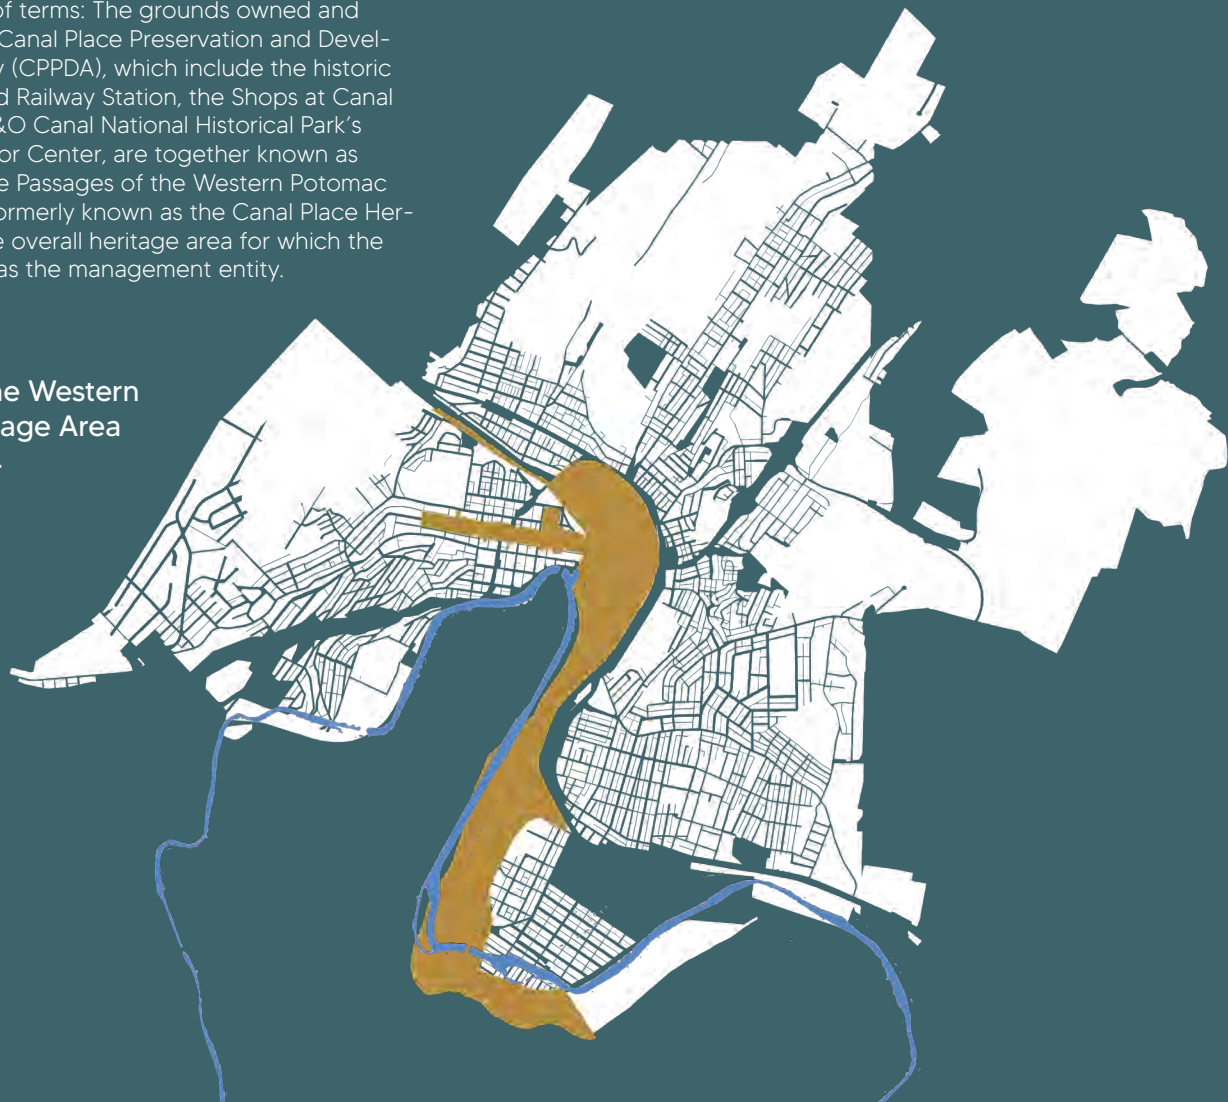 of terms: The grounds owned and
Canal Place Preservation and Devel-
y (CPPDA), which include the historic
d Railway Station, the Shops at Canal
&O Canal National Historical Park's
or Center, are together known as
e Passages of the Western Potomac
ormerly known as the Canal Place Her-
e overall heritage area for which the
as the management entity.
ne Western
age Area